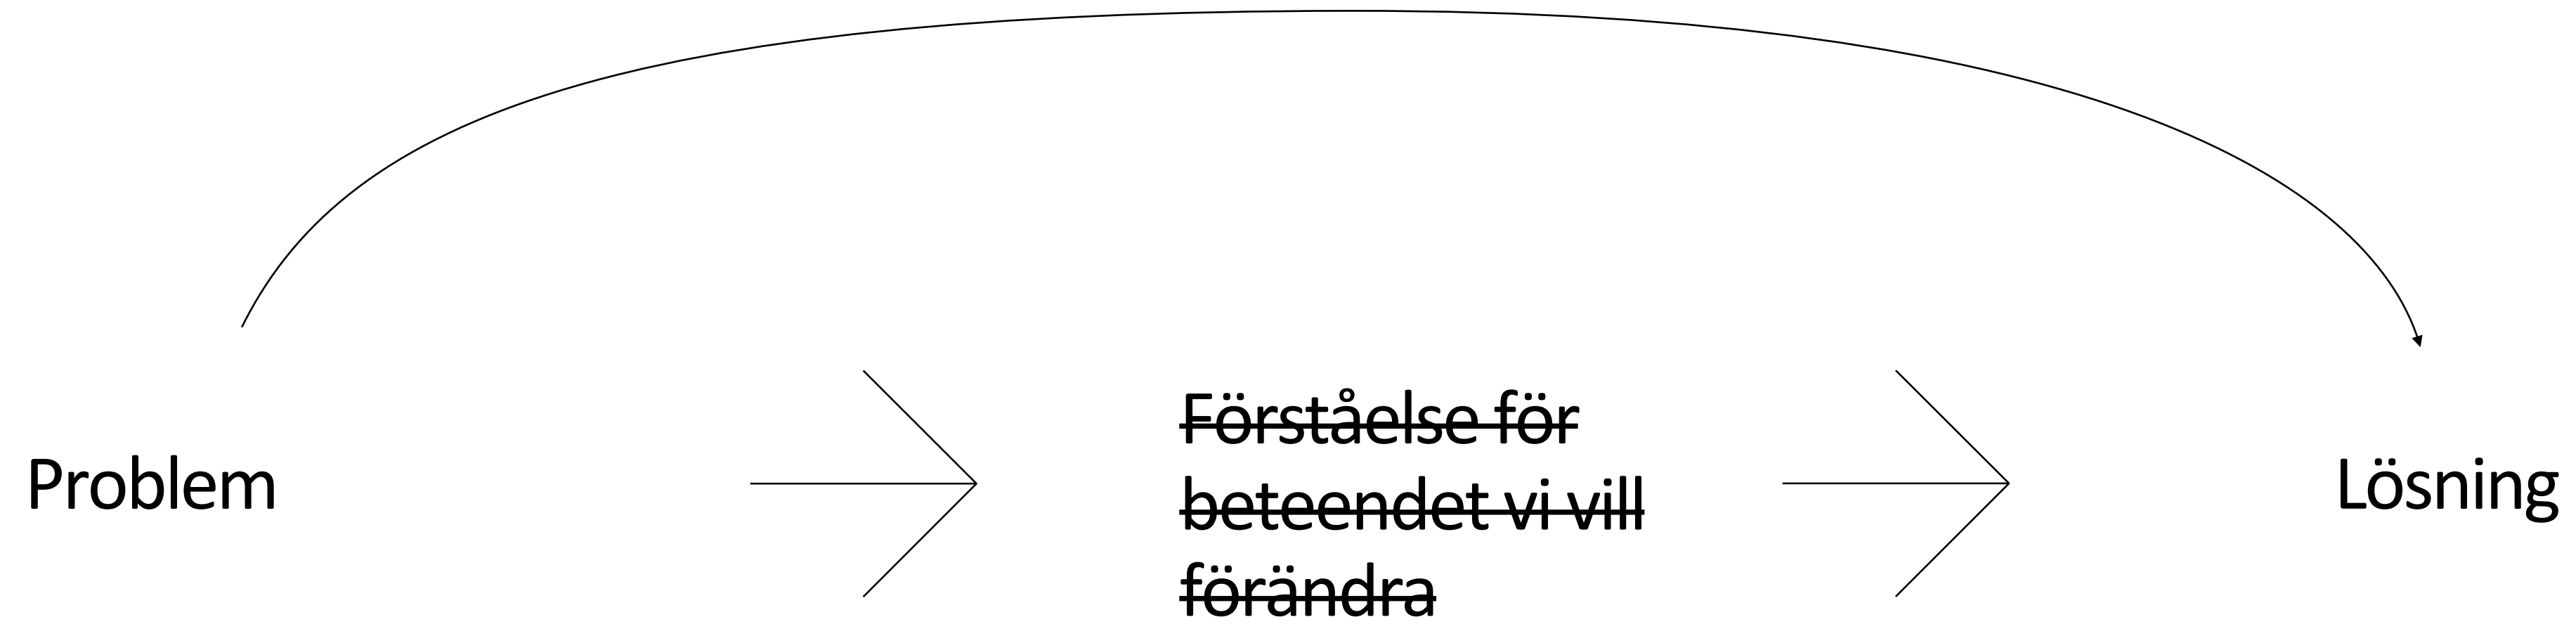 Problem
Förståelse för
beteendet vi vill
förändra
Lösning